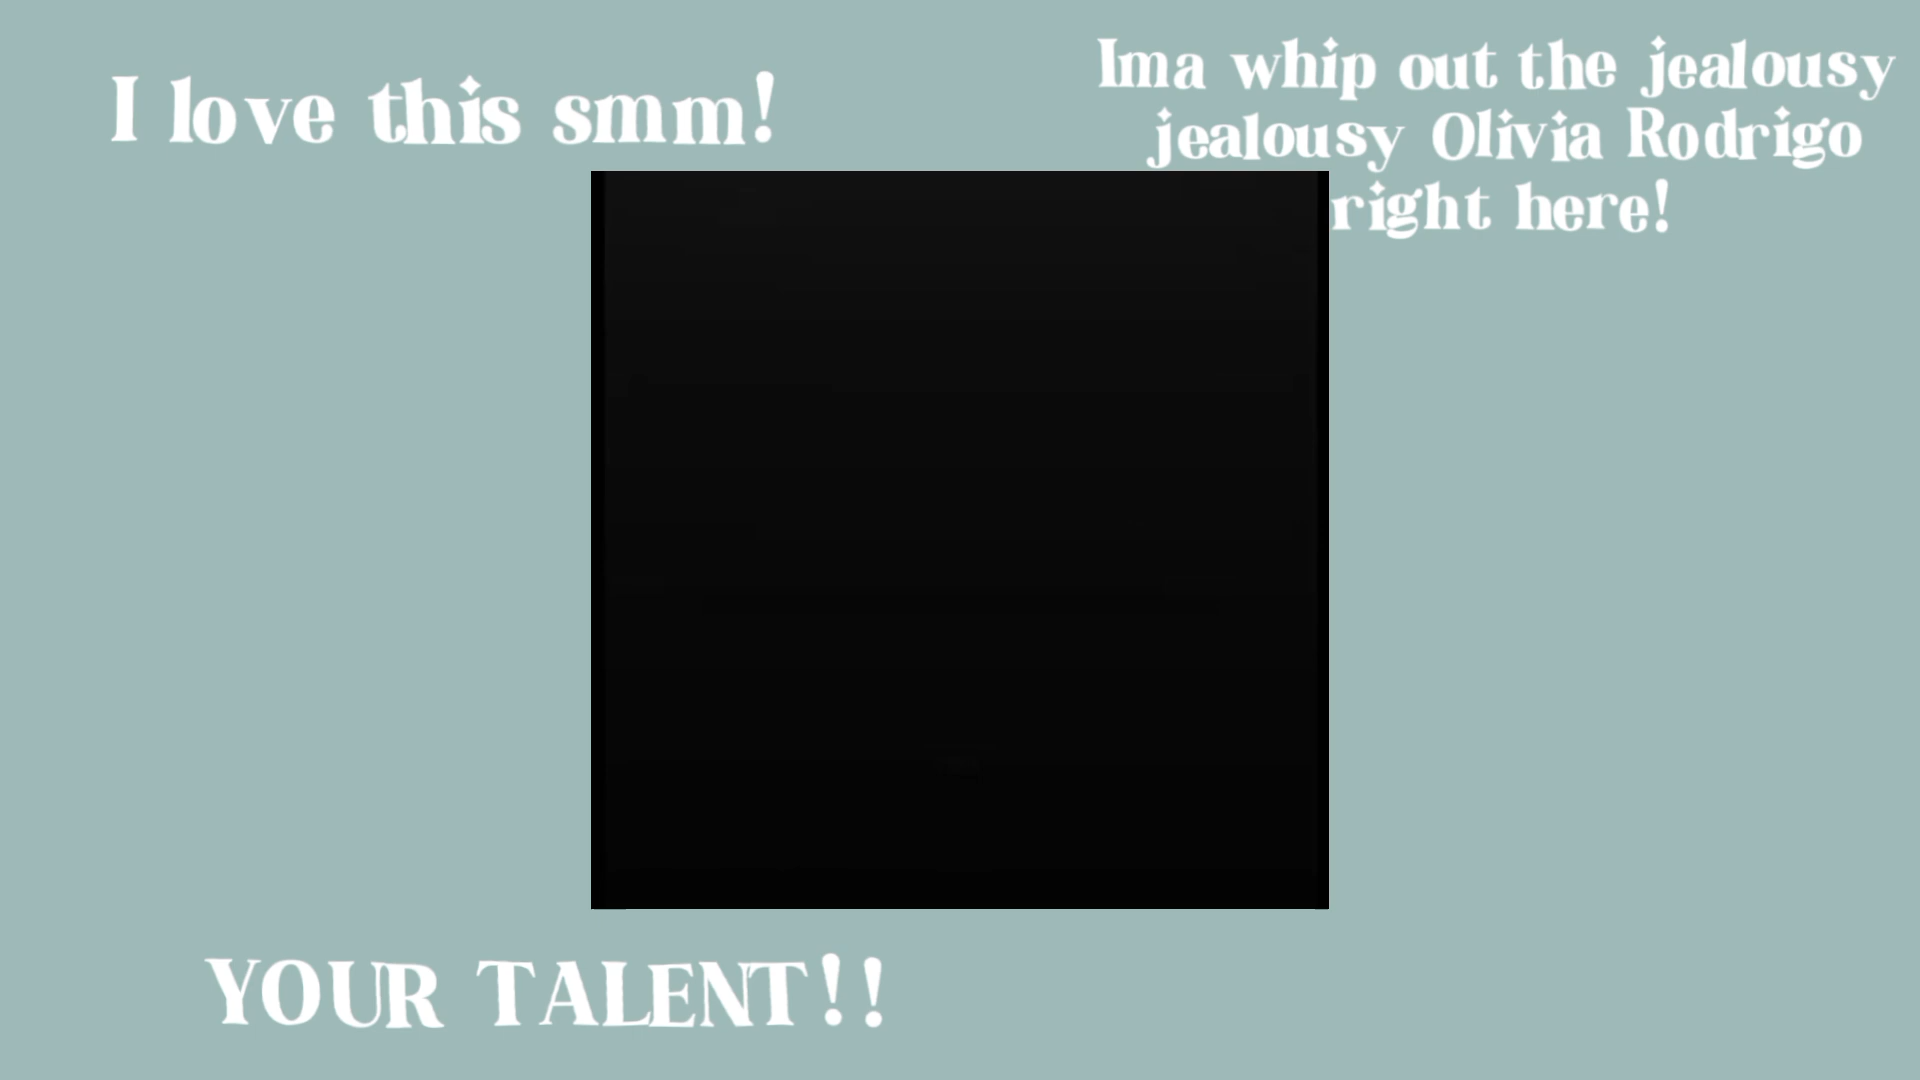 I love this smm!
Ima whip out the jealousy
jealousy Olivia Rodrigo
right here!
YOUR TALENT!!